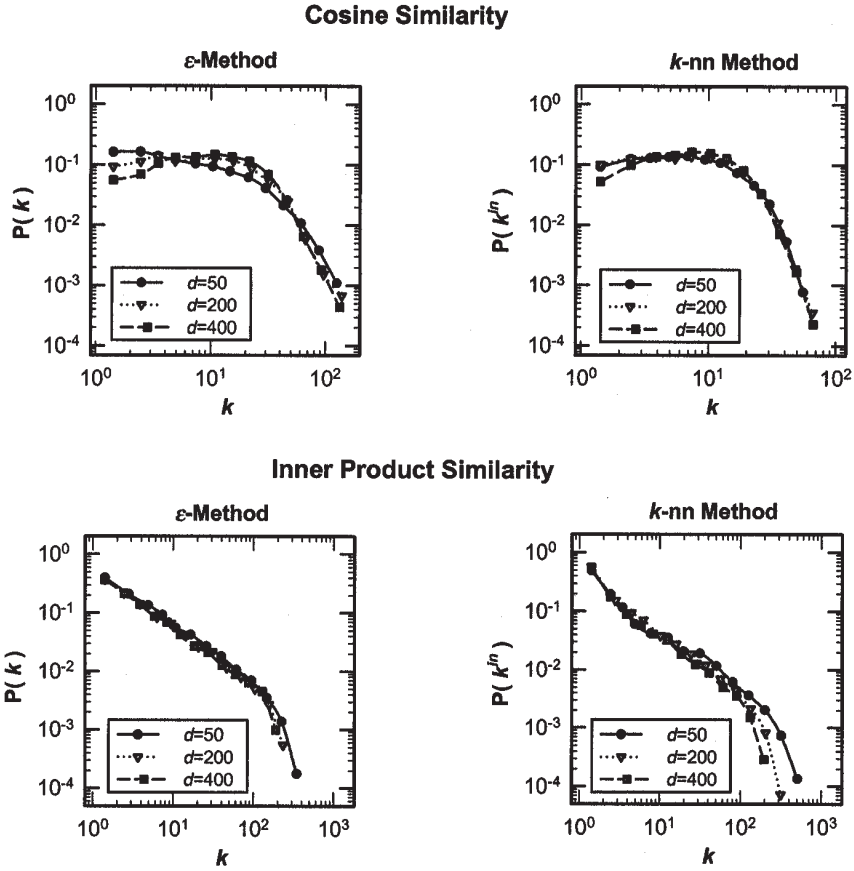 Cosine Similarity
ε-Method
10⁰
10⁻¹
10⁻²
10⁻³
10⁻⁴
P( k )
d=50
d=200
d=400
10⁰ 10¹ 10²
k
k-nn Method
10⁰
10⁻¹
10⁻²
10⁻³
10⁻⁴
P( kⁱⁿ )
d=50
d=200
d=400
10⁰ 10¹ 10²
k
Inner Product Similarity
ε-Method
10⁰
10⁻¹
10⁻²
10⁻³
10⁻⁴
P( k )
d=50
d=200
d=400
10⁰ 10¹ 10² 10³
k
k-nn Method
10⁰
10⁻¹
10⁻²
10⁻³
10⁻⁴
P( kⁱⁿ )
d=50
d=200
d=400
10⁰ 10¹ 10² 10³
k